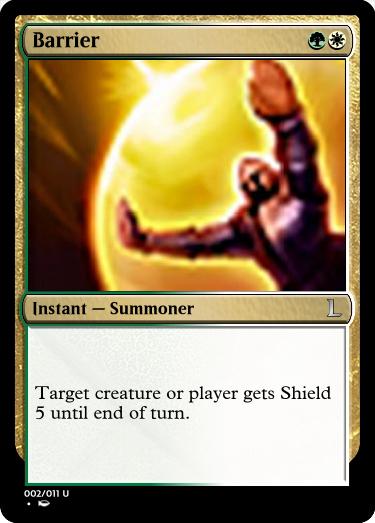 Barrier
Instant — Summoner
L
Target creature or player gets Shield
5 until end of turn.
002/011 U